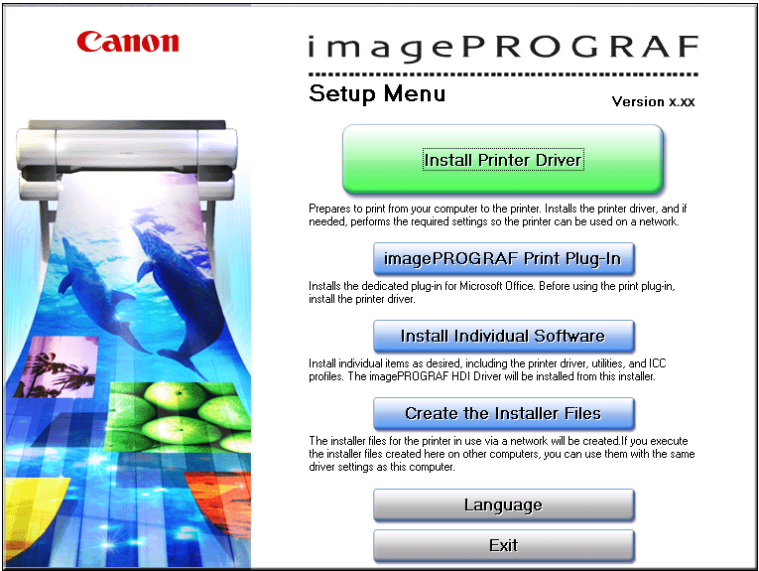 Canon
imagePROGRAF
Setup Menu
Version x.xx
Install Printer Driver
Prepares to print from your computer to the printer. Installs the printer driver, and if
needed, performs the required settings so the printer can be used on a network.
imagePROGRAF Print Plug-In
Installs the dedicated plug-in for Microsoft Office. Before using the print plug-in,
install the printer driver.
Install Individual Software
Install individual items as desired, including the printer driver, utilities, and ICC
profiles. The imagePROGRAF HDI Driver will be installed from this installer.
Create the Installer Files
The installer files for the printer in use via a network will be created.If you execute
the installer files created here on other computers, you can use them with the same
driver settings as this computer.
Language
Exit